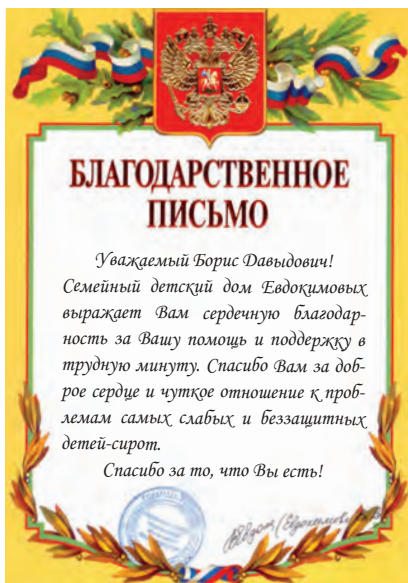 БЛАГОДАРСТВЕННОЕ
ПИСЬМО
Уважаемый Борис Давыдович!
Семейный детский дом Евдокимовых
выражает Вам сердечную благодар-
ность за Вашу помощь и поддержку в
трудную минуту. Спасибо Вам за доб-
рое сердце и чуткое отношение к проб-
лемам самых слабых и беззащитных
детей-сирот.
Спасибо за то, что Вы есть!